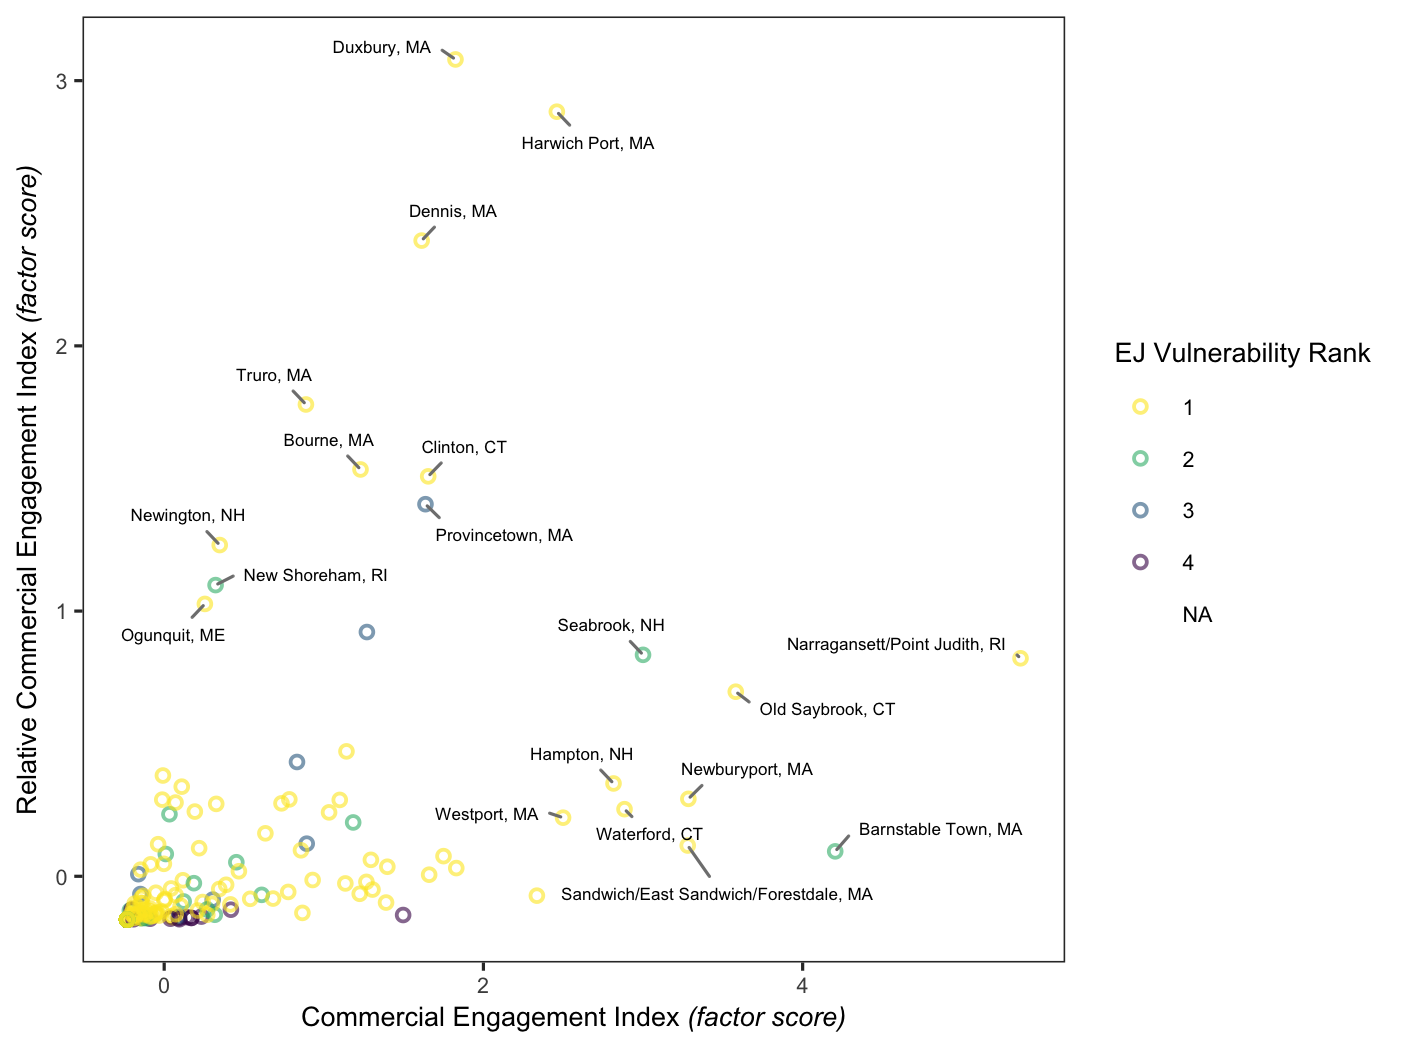 Duxbury, MA
Harwich Port, MA
Dennis, MA
Truro, MA
Bourne, MA
Clinton, CT
Provincetown, MA
Newington, NH
New Shoreham, RI
Ogunquit, ME
Seabrook, NH
Narragansett/Point Judith, RI
Old Saybrook, CT
Hampton, NH
Newburyport, MA
Westport, MA
Waterford, CT
Barnstable Town, MA
Sandwich/East Sandwich/Forestdale, MA
3
2
1
0
Relative Commercial Engagement Index (factor score)
0
2
4
Commercial Engagement Index (factor score)
EJ Vulnerability Rank
1
2
3
4
NA